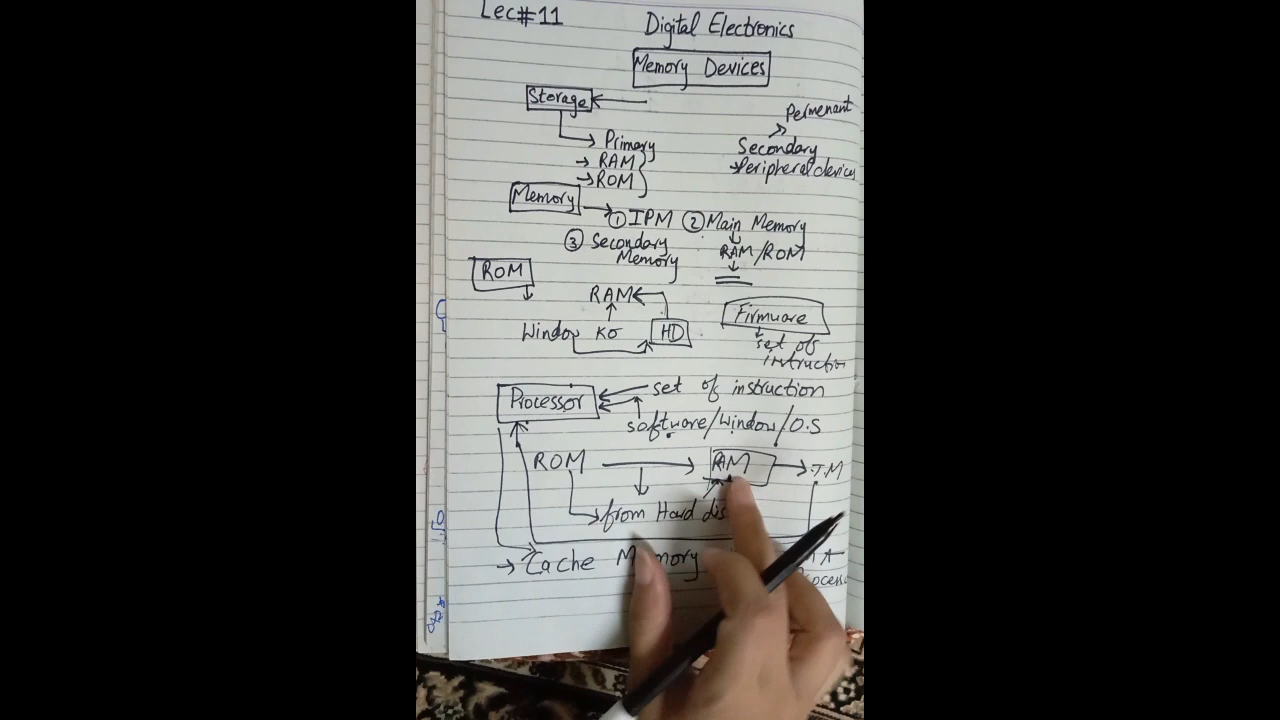 Lec#11
Digital Electronics
Memory Devices
Storage
Permenant
Primary
Secondary
→ RAM
→ Peripheral devices
→ ROM
Memory
① IPM ② Main Memory
③ Secondary
Memory
RAM/ROM
ROM
RAM
Firmware
Window KO HD
set of
instruction
Processor
set of instruction
software/window/O.S
ROM
RAM
from Hard
→ Cache